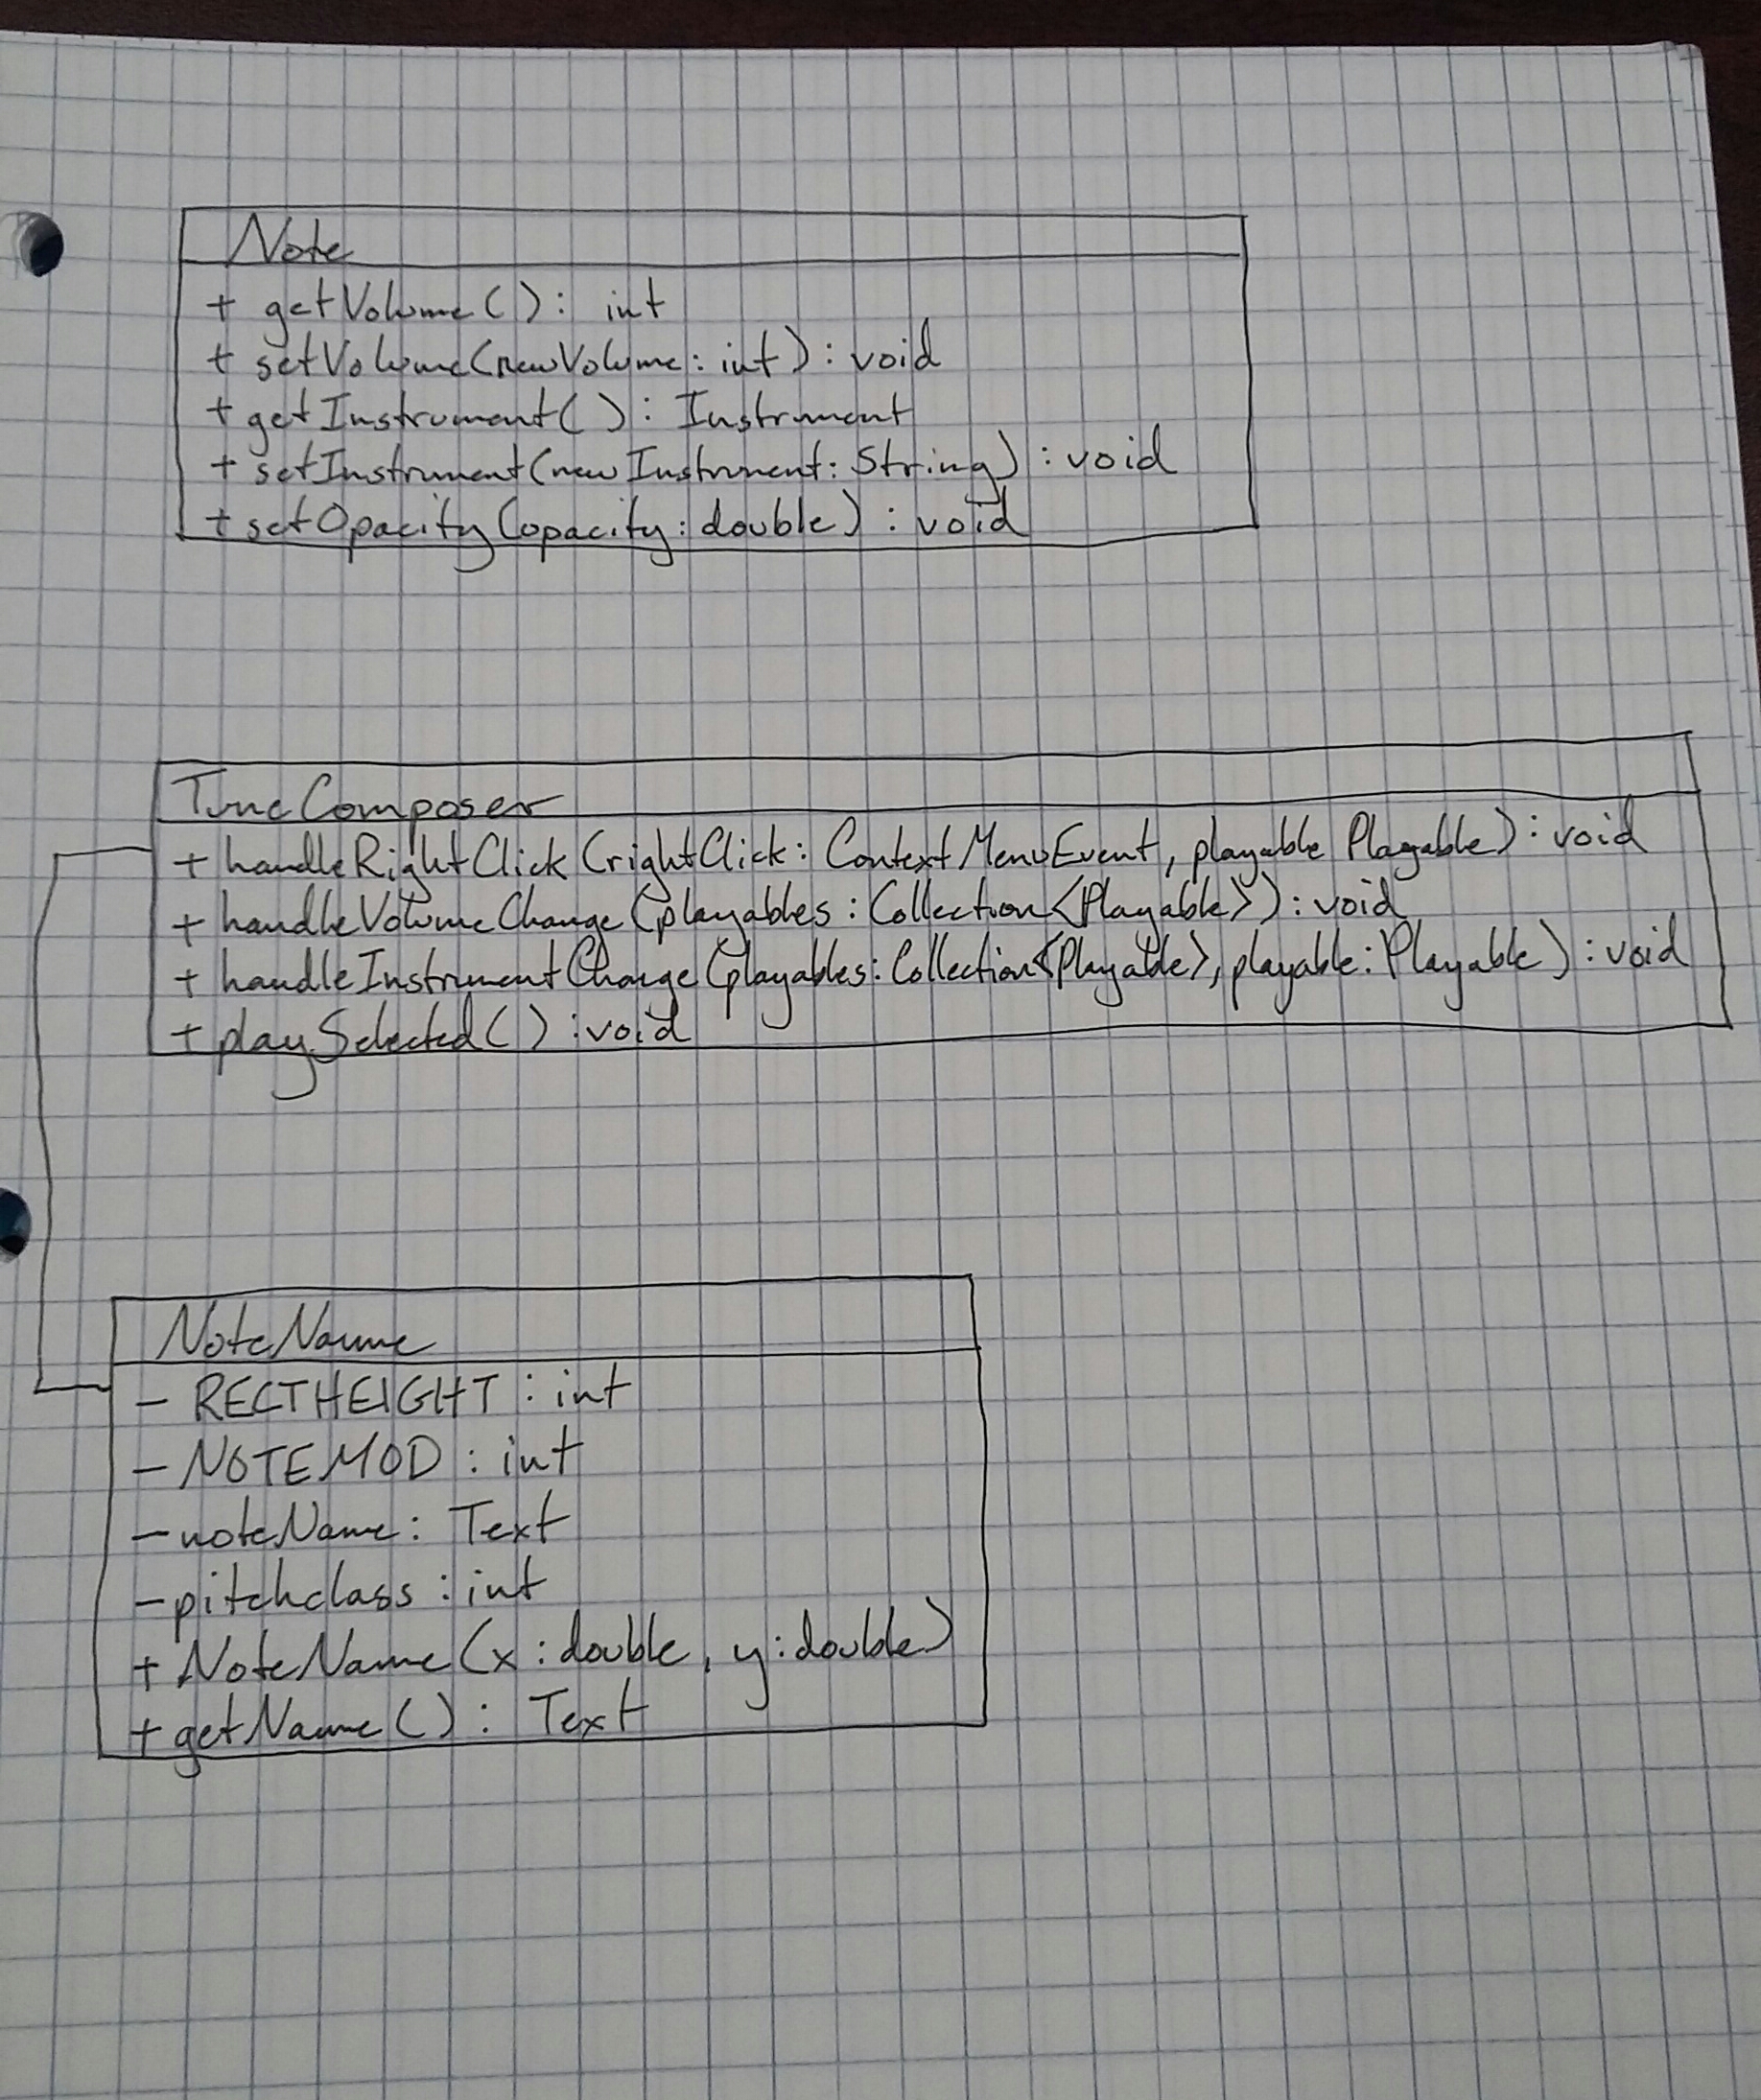 Note
+ getVolume( ): int
+ setVolume(newVolume: int) : void
+ getInstrument( ): Instrument
+ setInstrument(newInstrument: String) : void
+ setOpacity(opacity: double) : void
TuneComposer
+ handleRightClick (rightClick: ContextMenuEvent, playable Playable) : void
+ handleVolumeChange(playables: Collection<Playable>): void
+ handleInstrumentChange(playables: Collection<Playable>, playable: Playable) : void
+ playSelected( ) : void
NoteName
- RECTHEIGHT : int
- NOTEMOD : int
- noteName: Text
- pitchclass : int
+ NoteName(x : double, y: double)
+ getName( ) : Text